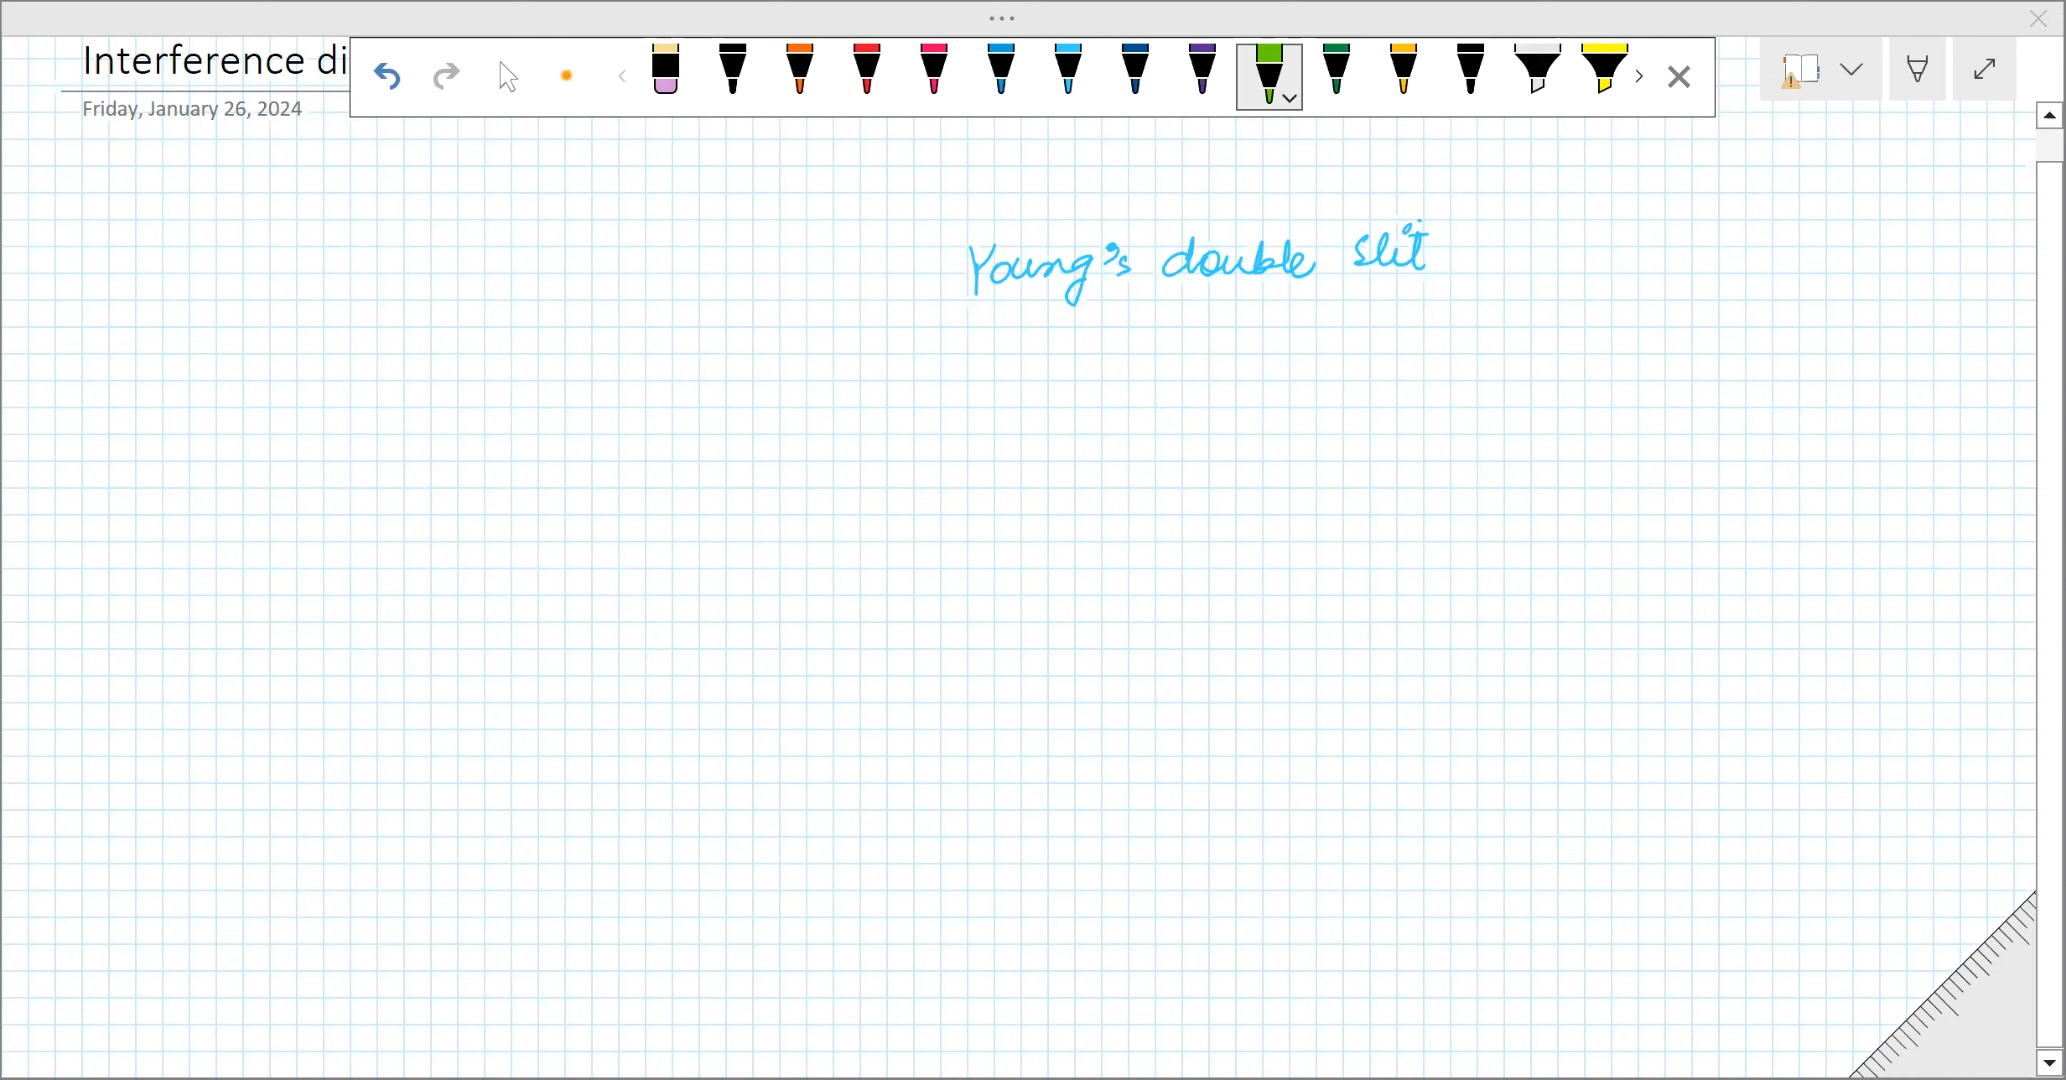 Interference di
Friday, January 26, 2024
Young's double slit